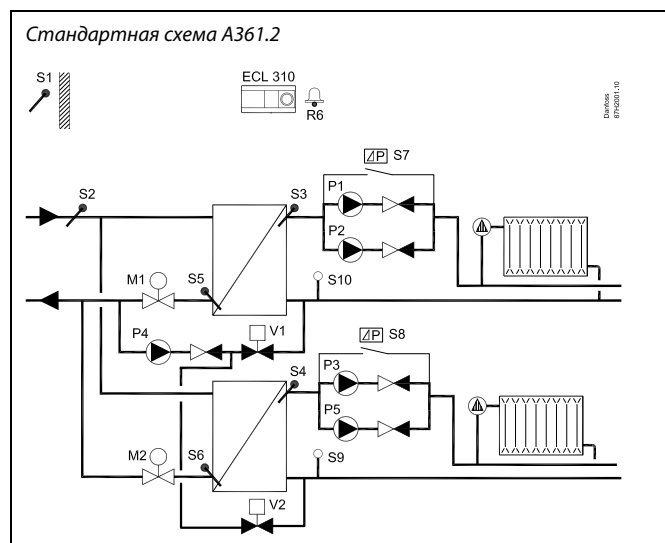 Стандартная схема A361.2
S1
ECL 310
R6
Danfoss
87H2001.10
S7
P1
S2
S3
P2
M1
S5
S10
P4
V1
S8
S4
P3
P5
M2
S6
S9
V2